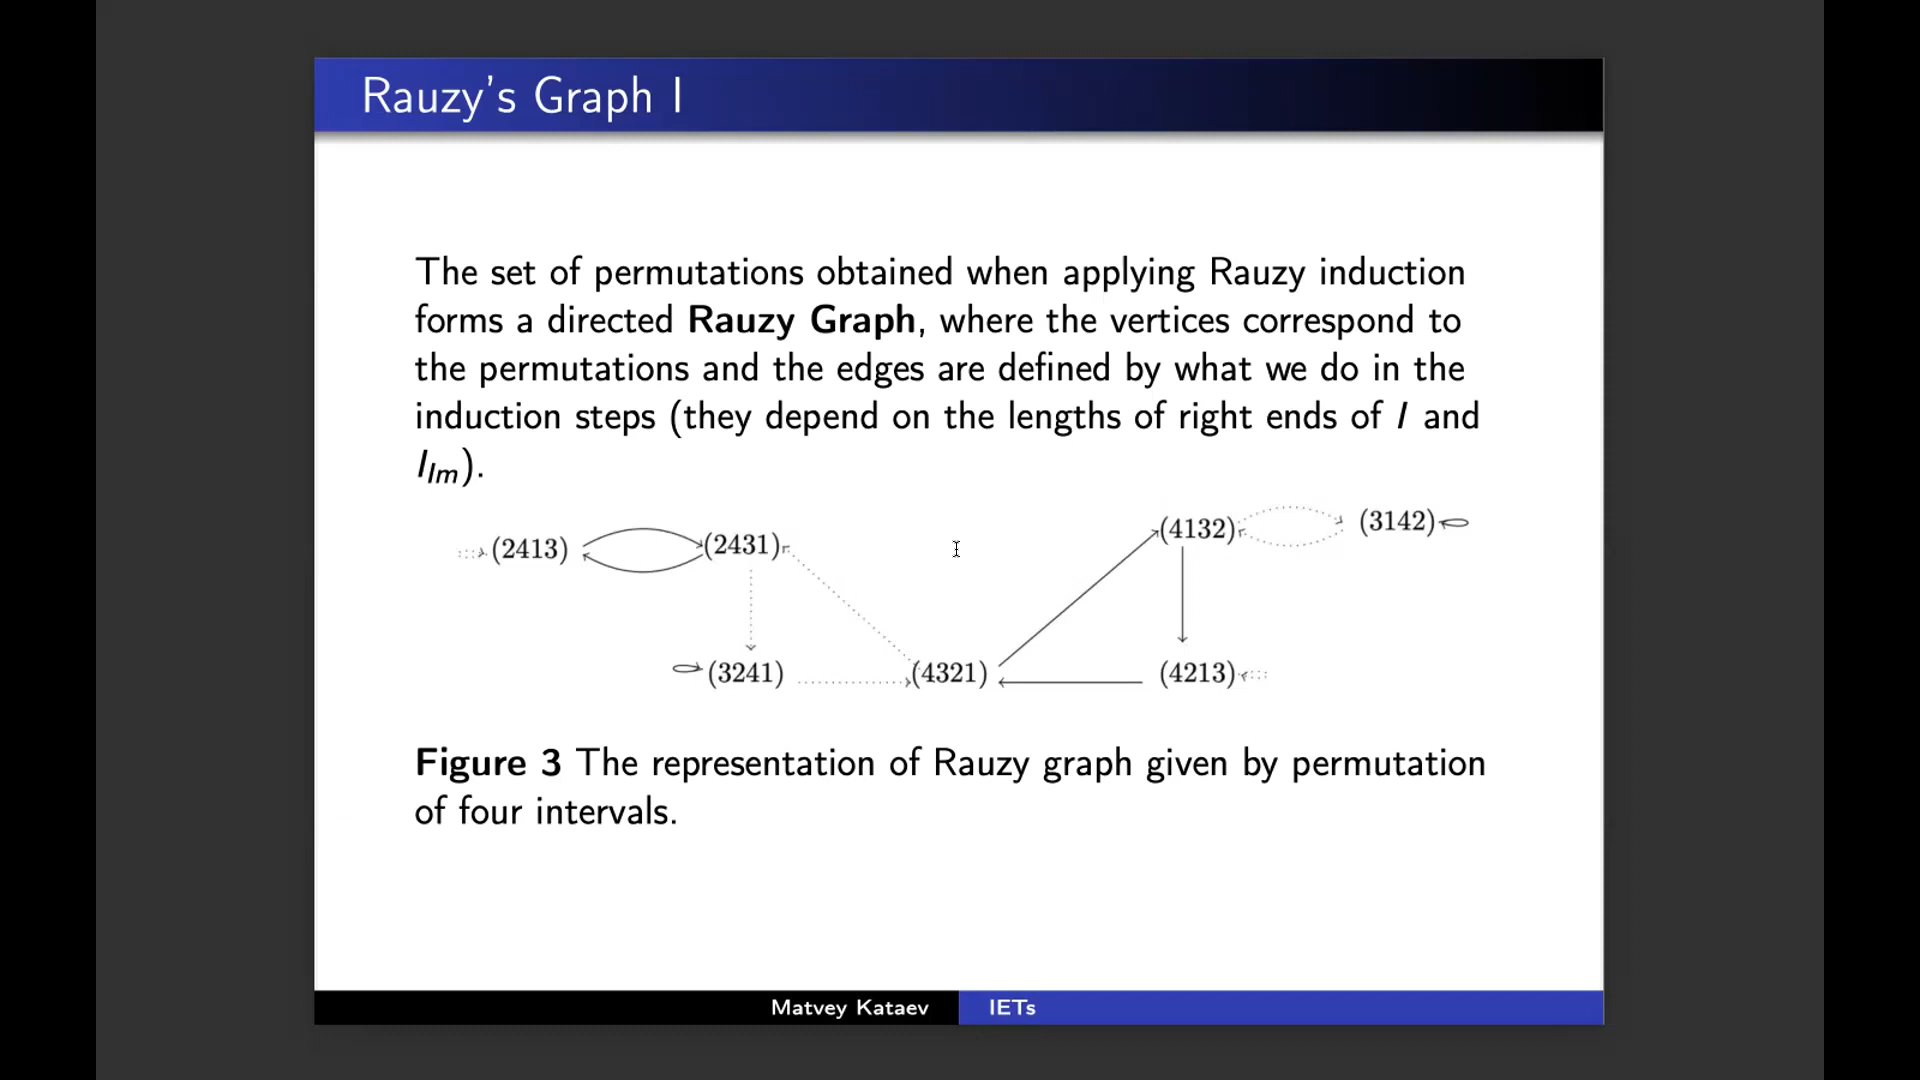 Rauzy's Graph I
The set of permutations obtained when applying Rauzy induction
forms a directed Rauzy Graph, where the vertices correspond to
the permutations and the edges are defined by what we do in the
induction steps (they depend on the lengths of right ends of I and
I_Im).
(2413) (2431) (4132) (3142)
(3241) (4321) (4213)
Figure 3 The representation of Rauzy graph given by permutation
of four intervals.
Matvey Kataev IETs